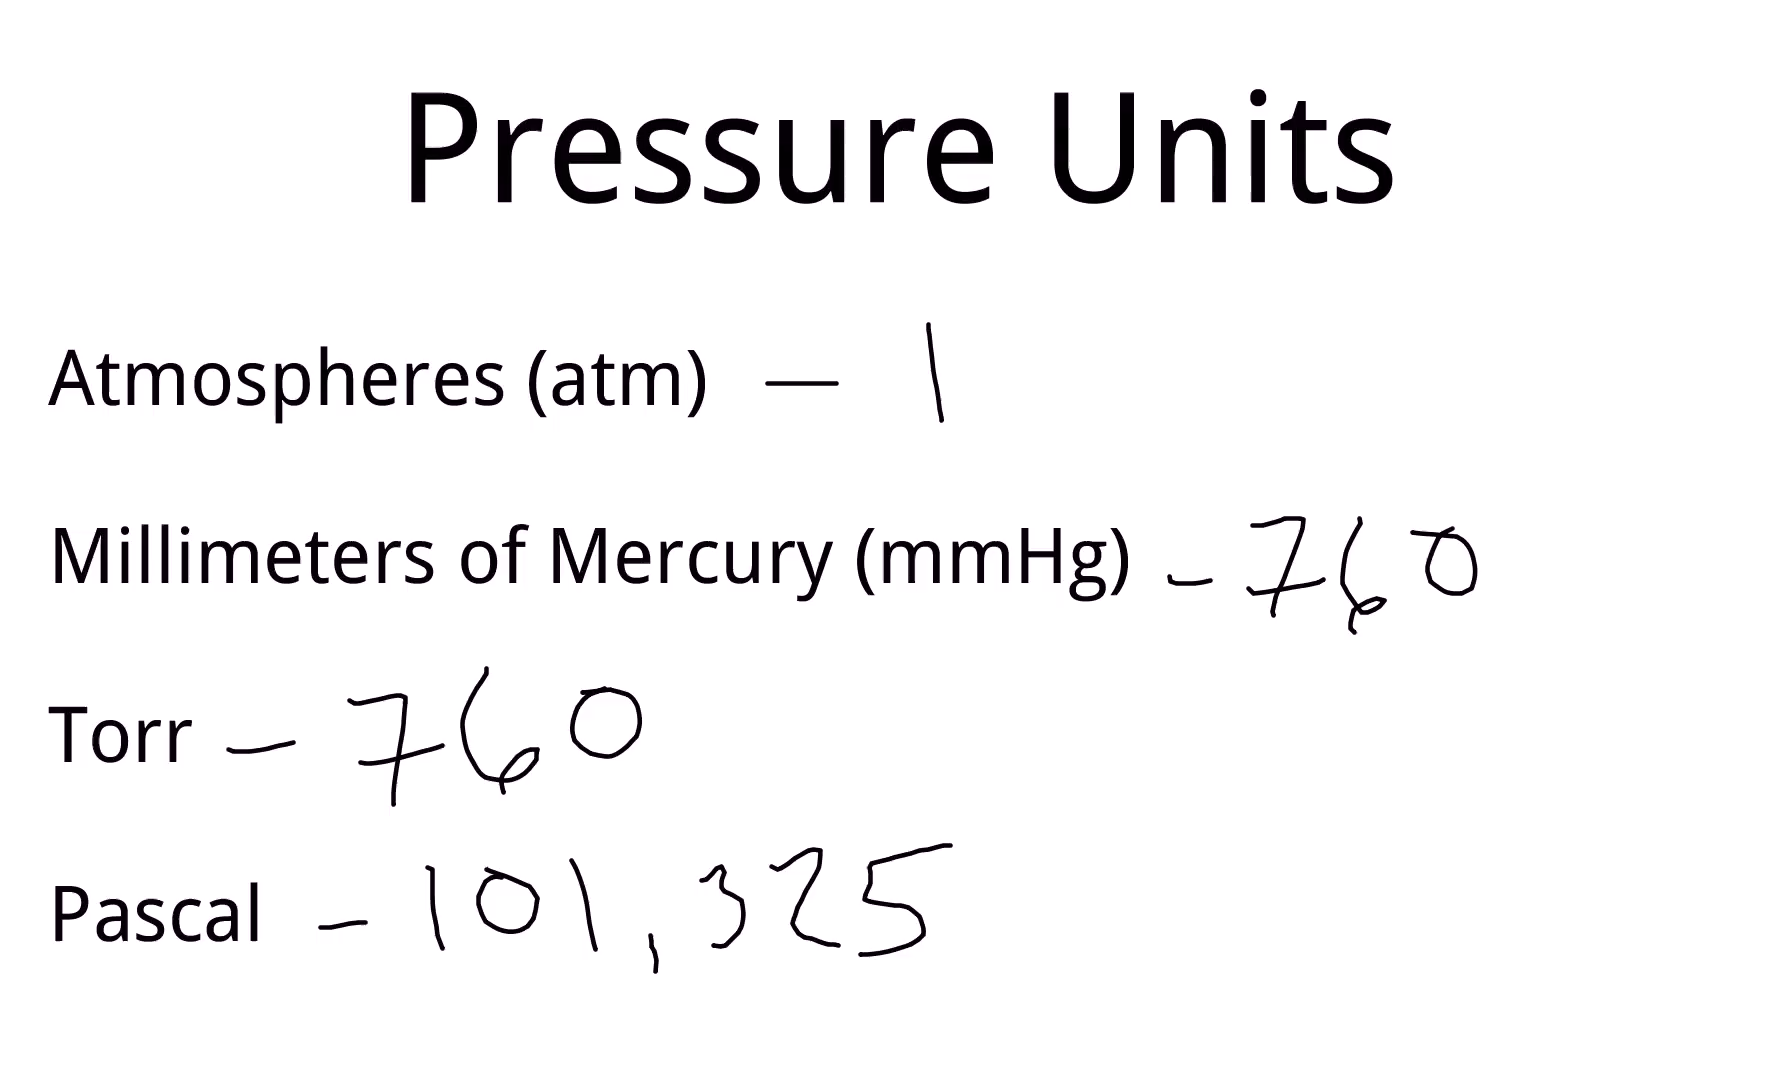 Pressure Units
Atmospheres (atm) — 1
Millimeters of Mercury (mmHg) - 760
Torr — 760
Pascal - 101,325